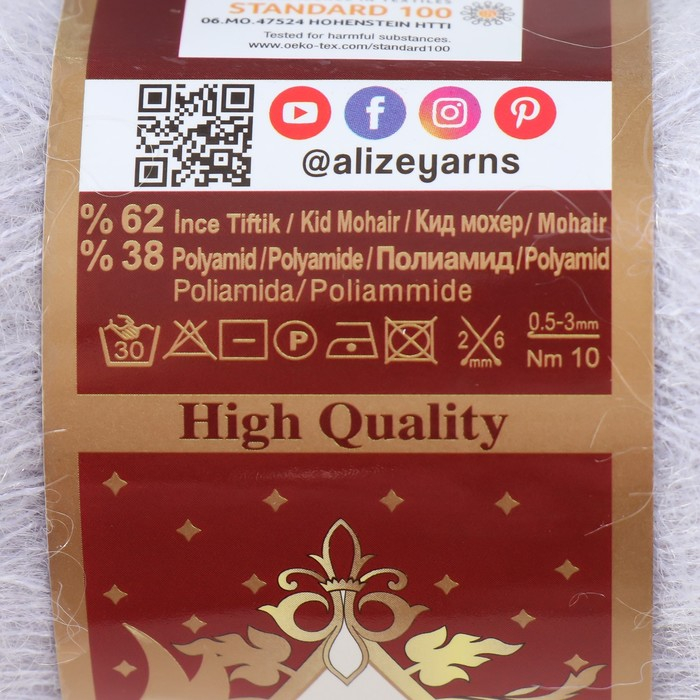 STANDARD 100
06.M0.47524 HOHENSTEIN HTTI
Tested for harmful substances.
www.oeko-tex.com/standard100
@alizeyarns
% 62 İnce Tiftik / Kid Mohair / Кид мохер/ Mohair
% 38 Polyamid / Polyamide / Полиамид / Polyamid
Poliamida/Poliammide
30
P
2 6
mm
0.5-3mm
Nm 10
High Quality